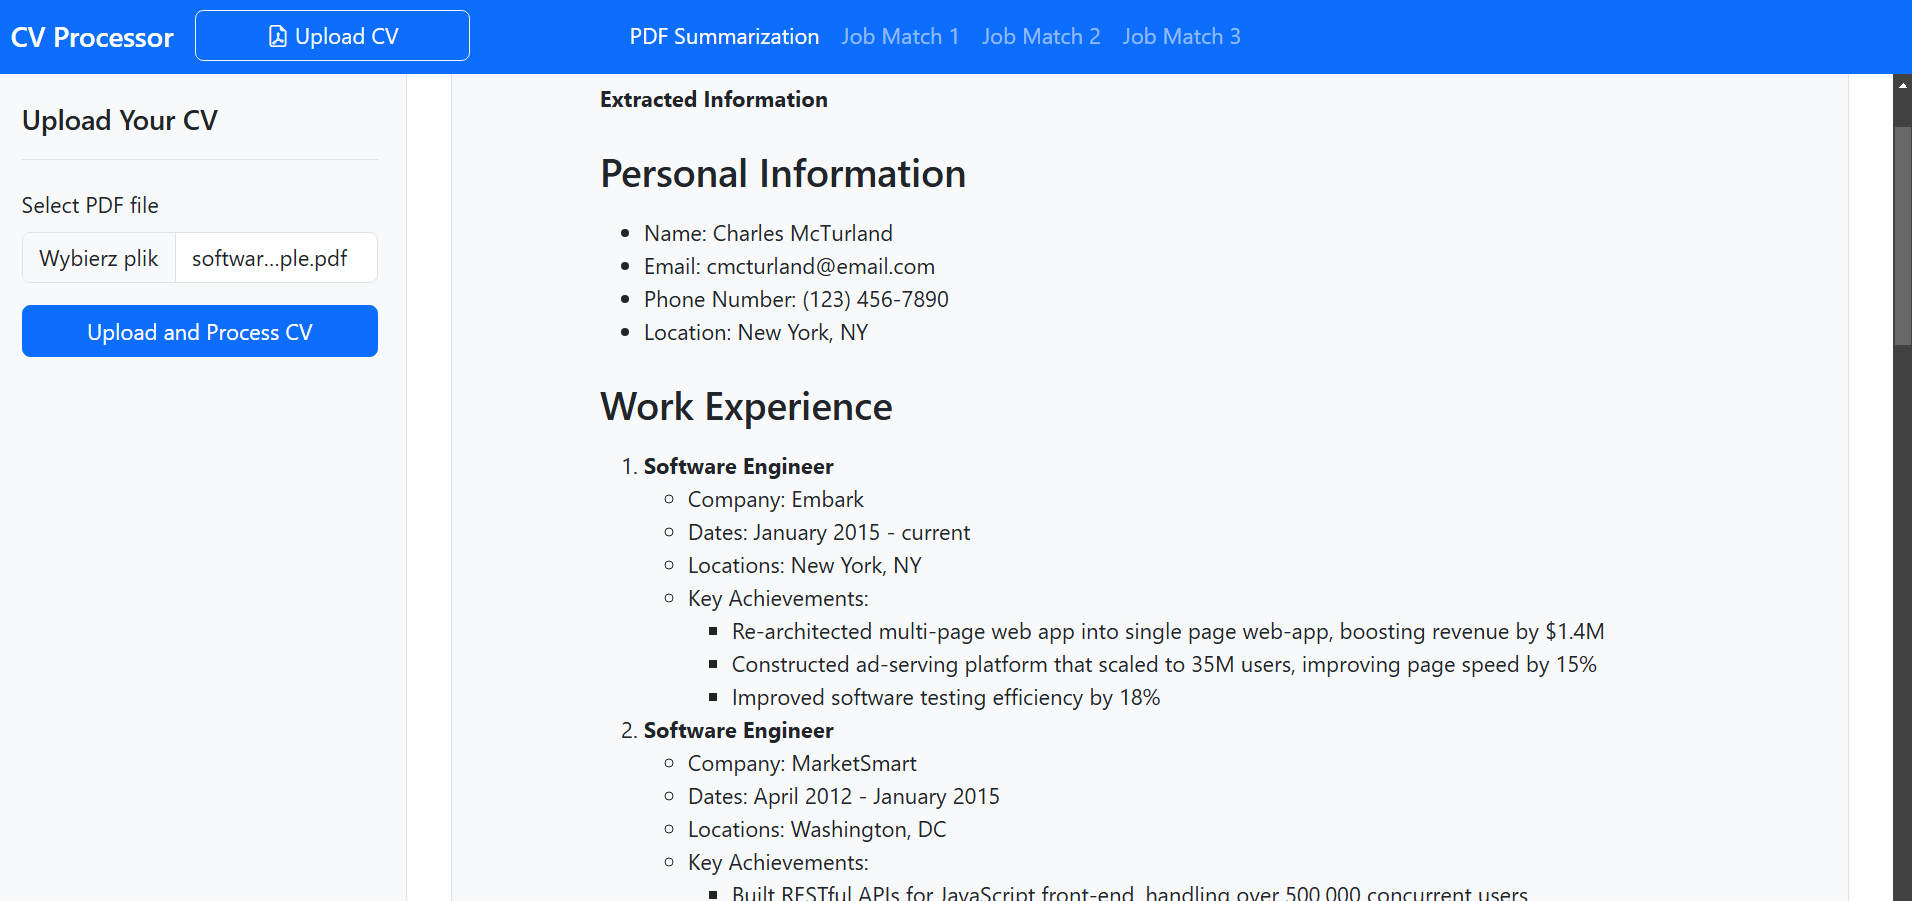 CV Processor
Upload CV
PDF Summarization
Job Match 1
Job Match 2
Job Match 3
Upload Your CV
Select PDF file
Wybierz plik
softwar...ple.pdf
Upload and Process CV
Extracted Information
Personal Information
Name: Charles McTurland
Email: cmcturland@email.com
Phone Number: (123) 456-7890
Location: New York, NY
Work Experience
1. Software Engineer
Company: Embark
Dates: January 2015 - current
Locations: New York, NY
Key Achievements:
Re-architected multi-page web app into single page web-app, boosting revenue by $1.4M
Constructed ad-serving platform that scaled to 35M users, improving page speed by 15%
Improved software testing efficiency by 18%
2. Software Engineer
Company: MarketSmart
Dates: April 2012 - January 2015
Locations: Washington, DC
Key Achievements:
Built RESTful APIs for JavaScript front-end, handling over 500,000 concurrent users